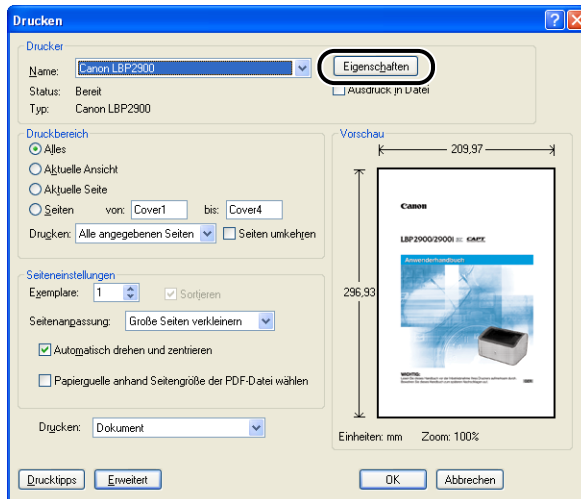 Drucken
Drucker
Name: Canon LBP2900
Eigenschaften
Status: Bereit
Ausdruck in Datei
Typ: Canon LBP2900
Druckbereich
Alles
Aktuelle Ansicht
Aktuelle Seite
Seiten von: Cover1 bis: Cover4
Drucken: Alle angegebenen Seiten Seiten umkehren
Seiteneinstellungen
Exemplare: 1 Sortieren
Seitenanpassung: Große Seiten verkleinern
Automatisch drehen und zentrieren
Papierquelle anhand Seitengröße der PDF-Datei wählen
Drucken: Dokument
Vorschau
209,97
296,93
Canon
LBP2900/2900i CAPT
Anwenderhandbuch
WICHTIG:
Einheiten: mm Zoom: 100%
Drucktipps Erweitert OK Abbrechen